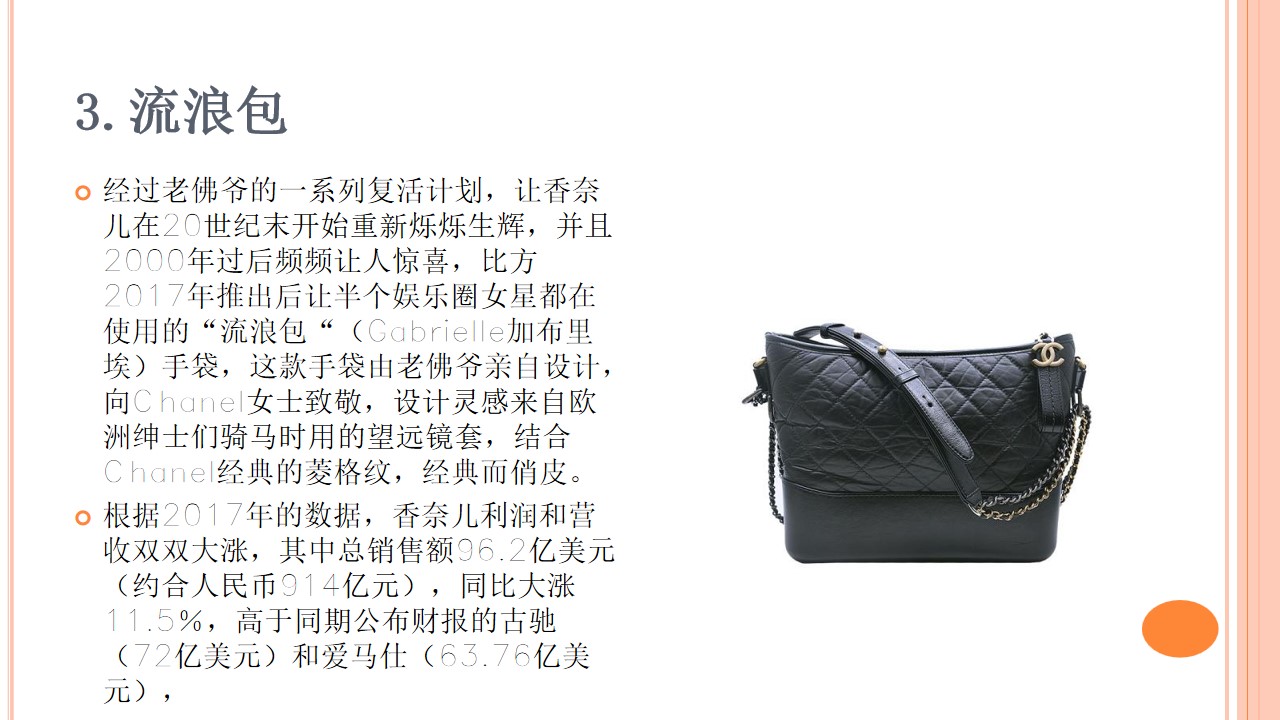 3. 流浪包
经过老佛爷的一系列复活计划，让香奈
儿在20世纪末开始重新烁烁生辉，并且
2000年过后频频让人惊喜，比方
2017年推出后让半个娱乐圈女星都在
使用的“流浪包“（Gabrielle加布里
埃）手袋，这款手袋由老佛爷亲自设计，
向Chanel女士致敬，设计灵感来自欧
洲绅士们骑马时用的望远镜套，结合
Chanel经典的菱格纹，经典而俏皮。
根据2017年的数据，香奈儿利润和营
收双双大涨，其中总销售额96.2亿美元
（约合人民币914亿元），同比大涨
11.5%，高于同期公布财报的古驰
（72亿美元）和爱马仕（63.76亿美
元），